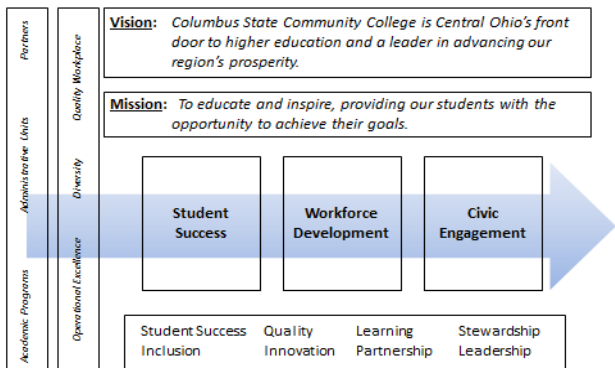 Partners
Administrative Units
Academic Programs
Quality Workplace
Diversity
Operational Excellence
Vision: Columbus State Community College is Central Ohio's front
door to higher education and a leader in advancing our
region's prosperity.
Mission: To educate and inspire, providing our students with the
opportunity to achieve their goals.
Student
Success
Workforce
Development
Civic
Engagement
Student Success Quality Learning Stewardship
Inclusion Innovation Partnership Leadership